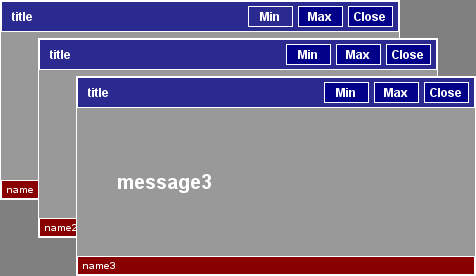 title Min Max Close
title Min Max Close
title Min Max Close
message3
name
name2
name3